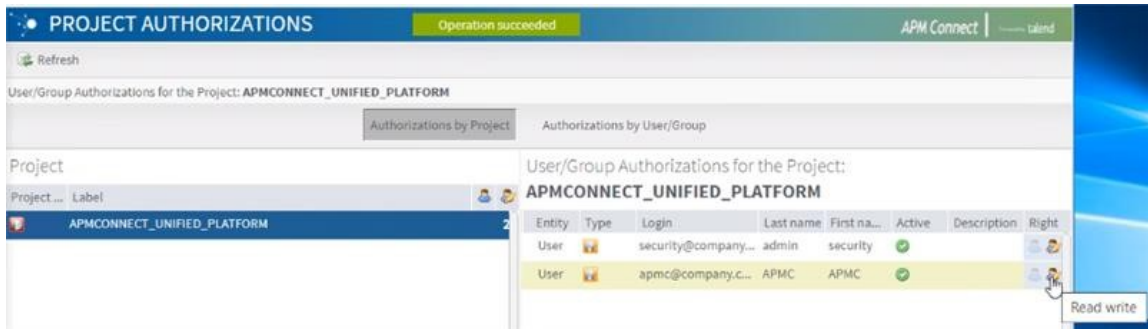 PROJECT AUTHORIZATIONS
Operation succeeded
APM Connect | talend
Refresh
User/Group Authorizations for the Project: APMCONNECT_UNIFIED_PLATFORM
Authorizations by Project Authorizations by User/Group
Project
User/Group Authorizations for the Project:
APMCONNECT_UNIFIED_PLATFORM
Project ... Label
APMCONNECT_UNIFIED_PLATFORM 2
Entity Type Login Last name First na... Active Description Right
User security@company... admin security
User apmc@company.c... APMC APMC
Read write